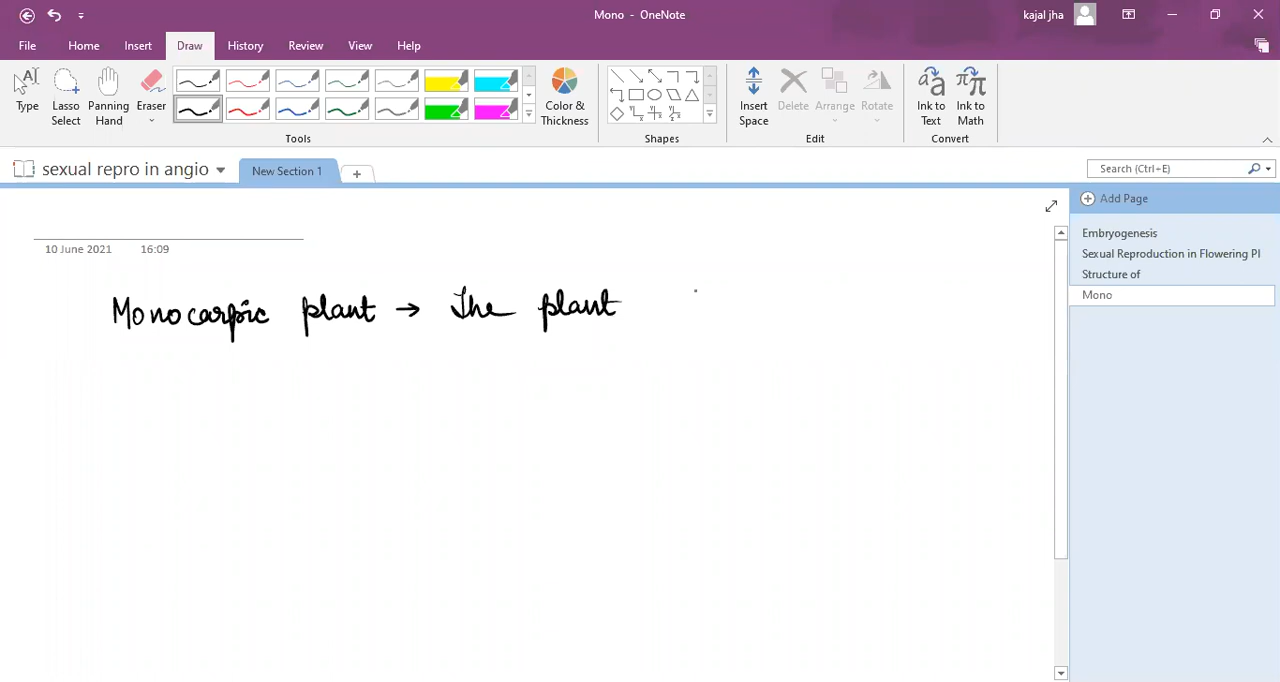 Mono - OneNote
kajal jha
File Home Insert Draw History Review View Help
Type
Lasso Select
Panning Hand
Eraser
Color & Thickness
Insert Space
Delete
Arrange
Rotate
Ink to Text
Ink to Math
Tools
Shapes
Edit
Convert
sexual repro in angio
New Section 1
+
Search (Ctrl+E)
Add Page
Embryogenesis
Sexual Reproduction in Flowering Pl
Structure of
Mono
10 June 2021 16:09
Monocarpic plant → The plant